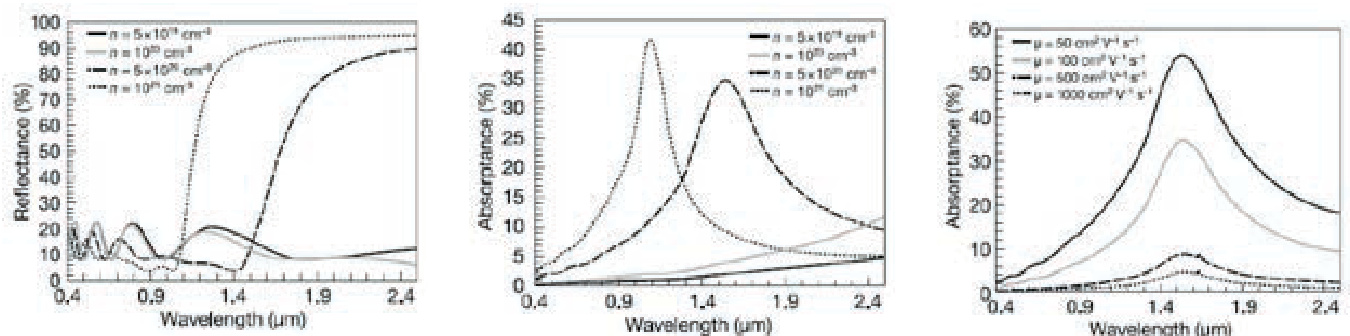 100
90
80
70
60
90
40
30
20
10
0
Reflectance (%)
n = 5×10¹⁹ cm⁻³
n = 10²⁰ cm⁻³
n = 5×10²⁰ cm⁻³
n = 10²¹ cm⁻³
0.4 0.9 1.4 1.9 2.4
Wavelength (μm)
45
40
35
30
25
20
15
10
5
0
Absorptance (%)
n = 5×10¹⁹ cm⁻³
n = 10²⁰ cm⁻³
n = 5×10²⁰ cm⁻³
n = 10²¹ cm⁻³
0.4 0.9 1.4 1.9 2.4
Wavelength (μm)
60
50
40
30
20
10
0
Absorptance (%)
μ = 50 cm² V⁻¹ s⁻¹
μ = 100 cm² V⁻¹ s⁻¹
μ = 500 cm² V⁻¹ s⁻¹
μ = 1000 cm² V⁻¹ s⁻¹
0.4 0.9 1.4 1.9 2.4
Wavelength (μm)